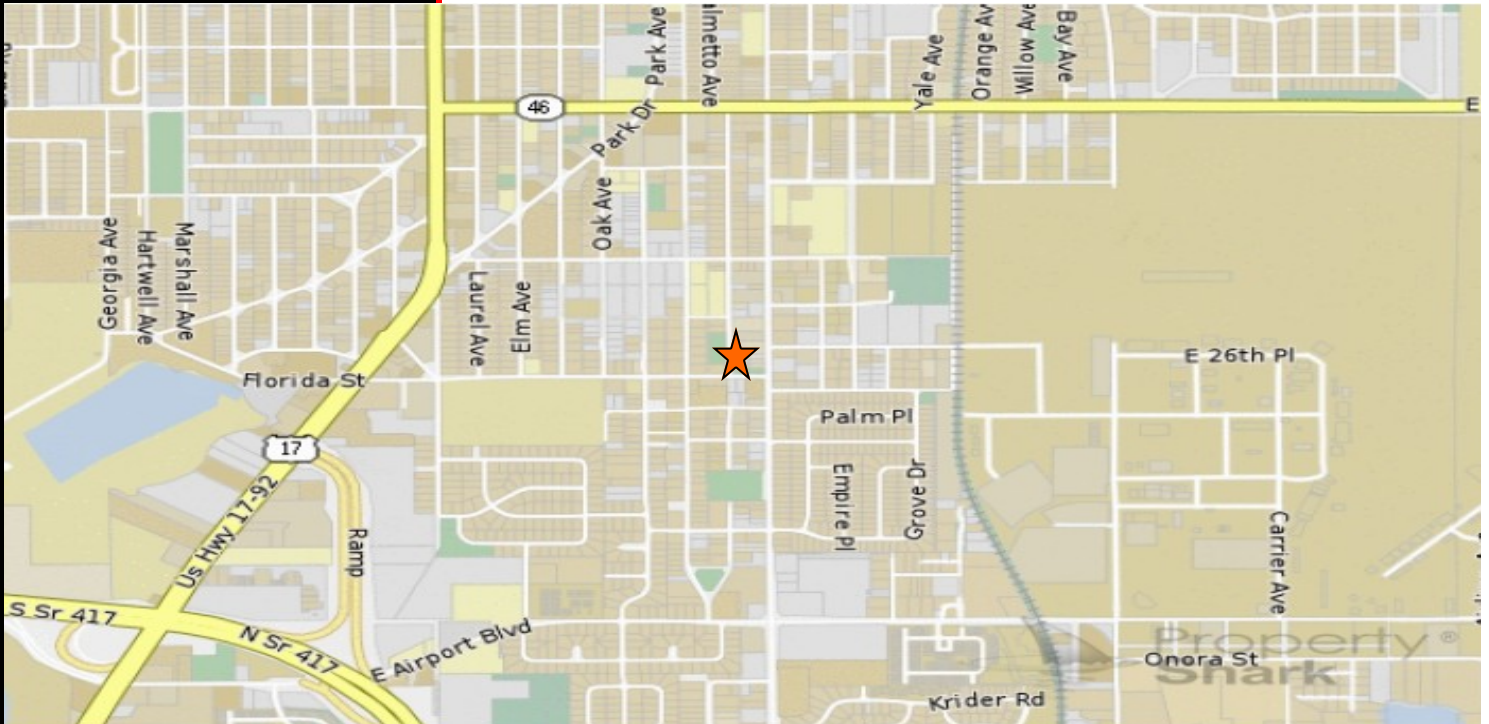 Park Ave
lmetto Ave
Yale Ave
Orange Av
Willow Ave
Bay Ave
46
E
Park Dr
Oak Ave
Georgia Ave
Hartwell Ave
Marshall Ave
Laurel Ave
Elm Ave
E 26th Pl
Florida St
Palm Pl
17
Empire Pl
Grove Dr
Us Hwy 17-92
Ramp
Carrier Ave
S Sr 417
N Sr 417
E Airport Blvd
Property ®
Shark
Onora St
Krider Rd